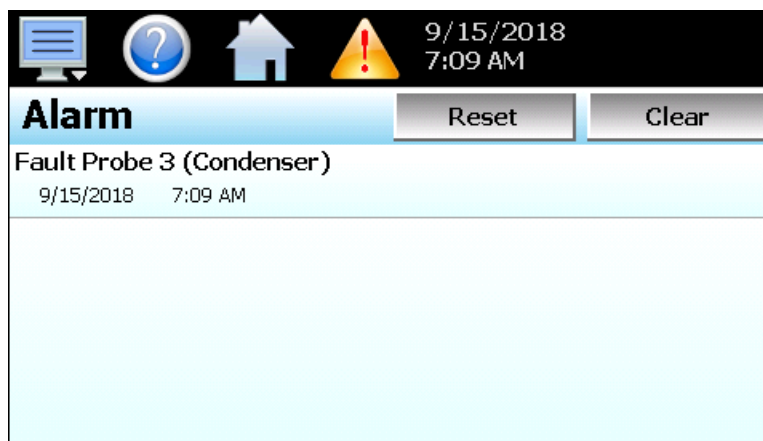 9/15/2018
7:09 AM
Alarm
Reset
Clear
Fault Probe 3 (Condenser)
9/15/2018 7:09 AM